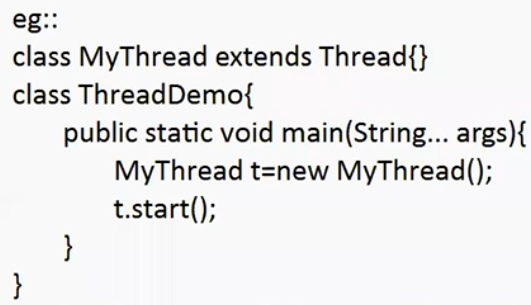 eg::
class MyThread extends Thread{}
class ThreadDemo{
public static void main(String... args){
MyThread t=new MyThread();
t.start();
}
}